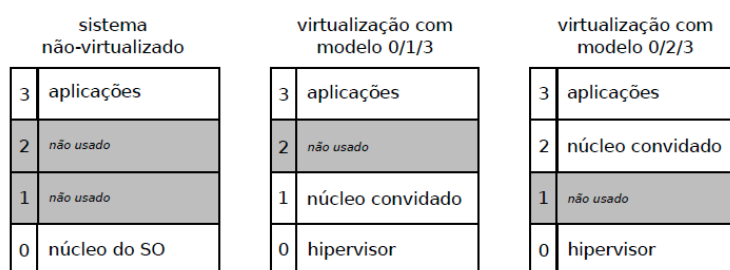 sistema
não-virtualizado
3 aplicações
2 não usado
1 não usado
0 núcleo do SO
virtualização com
modelo 0/1/3
3 aplicações
2 não usado
1 núcleo convidado
0 hipervisor
virtualização com
modelo 0/2/3
3 aplicações
2 núcleo convidado
1 não usado
0 hipervisor